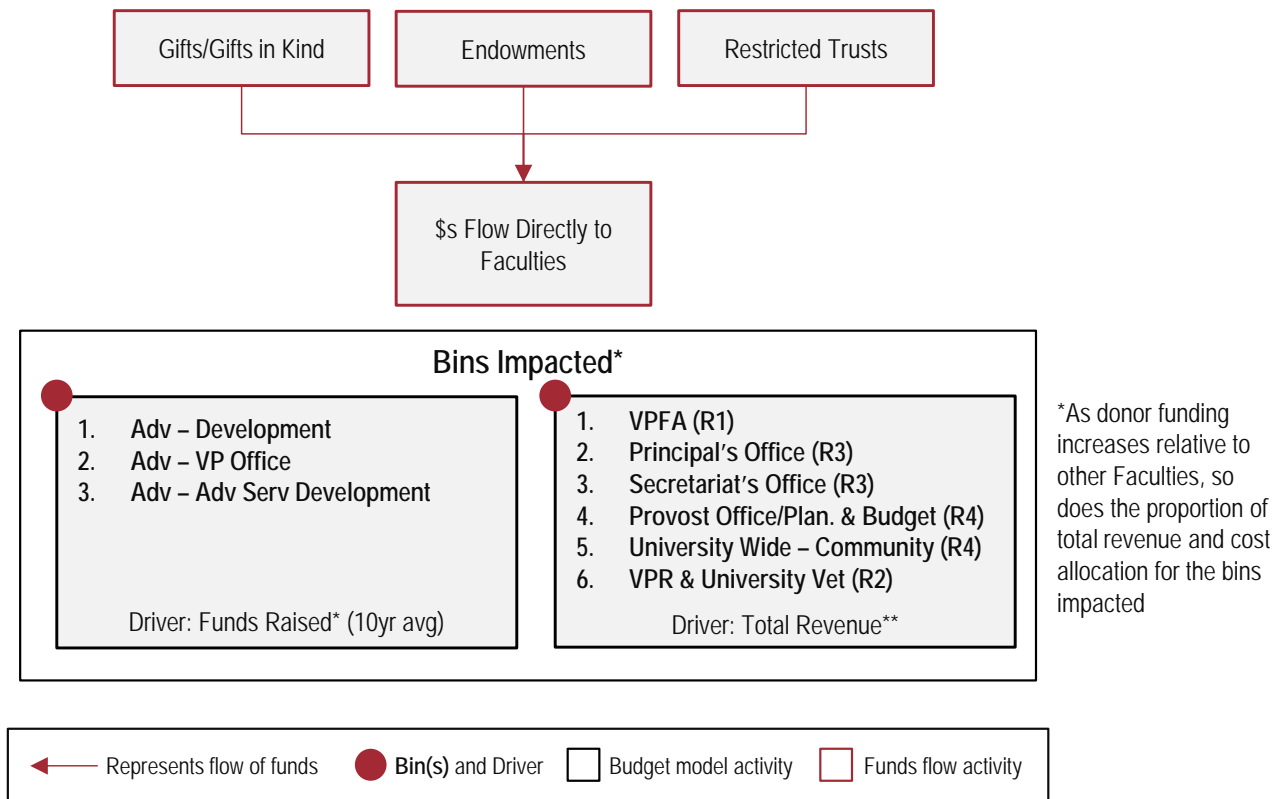 Gifts/Gifts in Kind
Endowments
Restricted Trusts
$s Flow Directly to
Faculties
Bins Impacted*
1. Adv – Development
2. Adv – VP Office
3. Adv – Adv Serv Development
Driver: Funds Raised* (10yr avg)
1. VPFA (R1)
2. Principal's Office (R3)
3. Secretariat's Office (R3)
4. Provost Office/Plan. & Budget (R4)
5. University Wide – Community (R4)
6. VPR & University Vet (R2)
Driver: Total Revenue**
*As donor funding
increases relative to
other Faculties, so
does the proportion of
total revenue and cost
allocation for the bins
impacted
Represents flow of funds
Bin(s) and Driver
Budget model activity
Funds flow activity